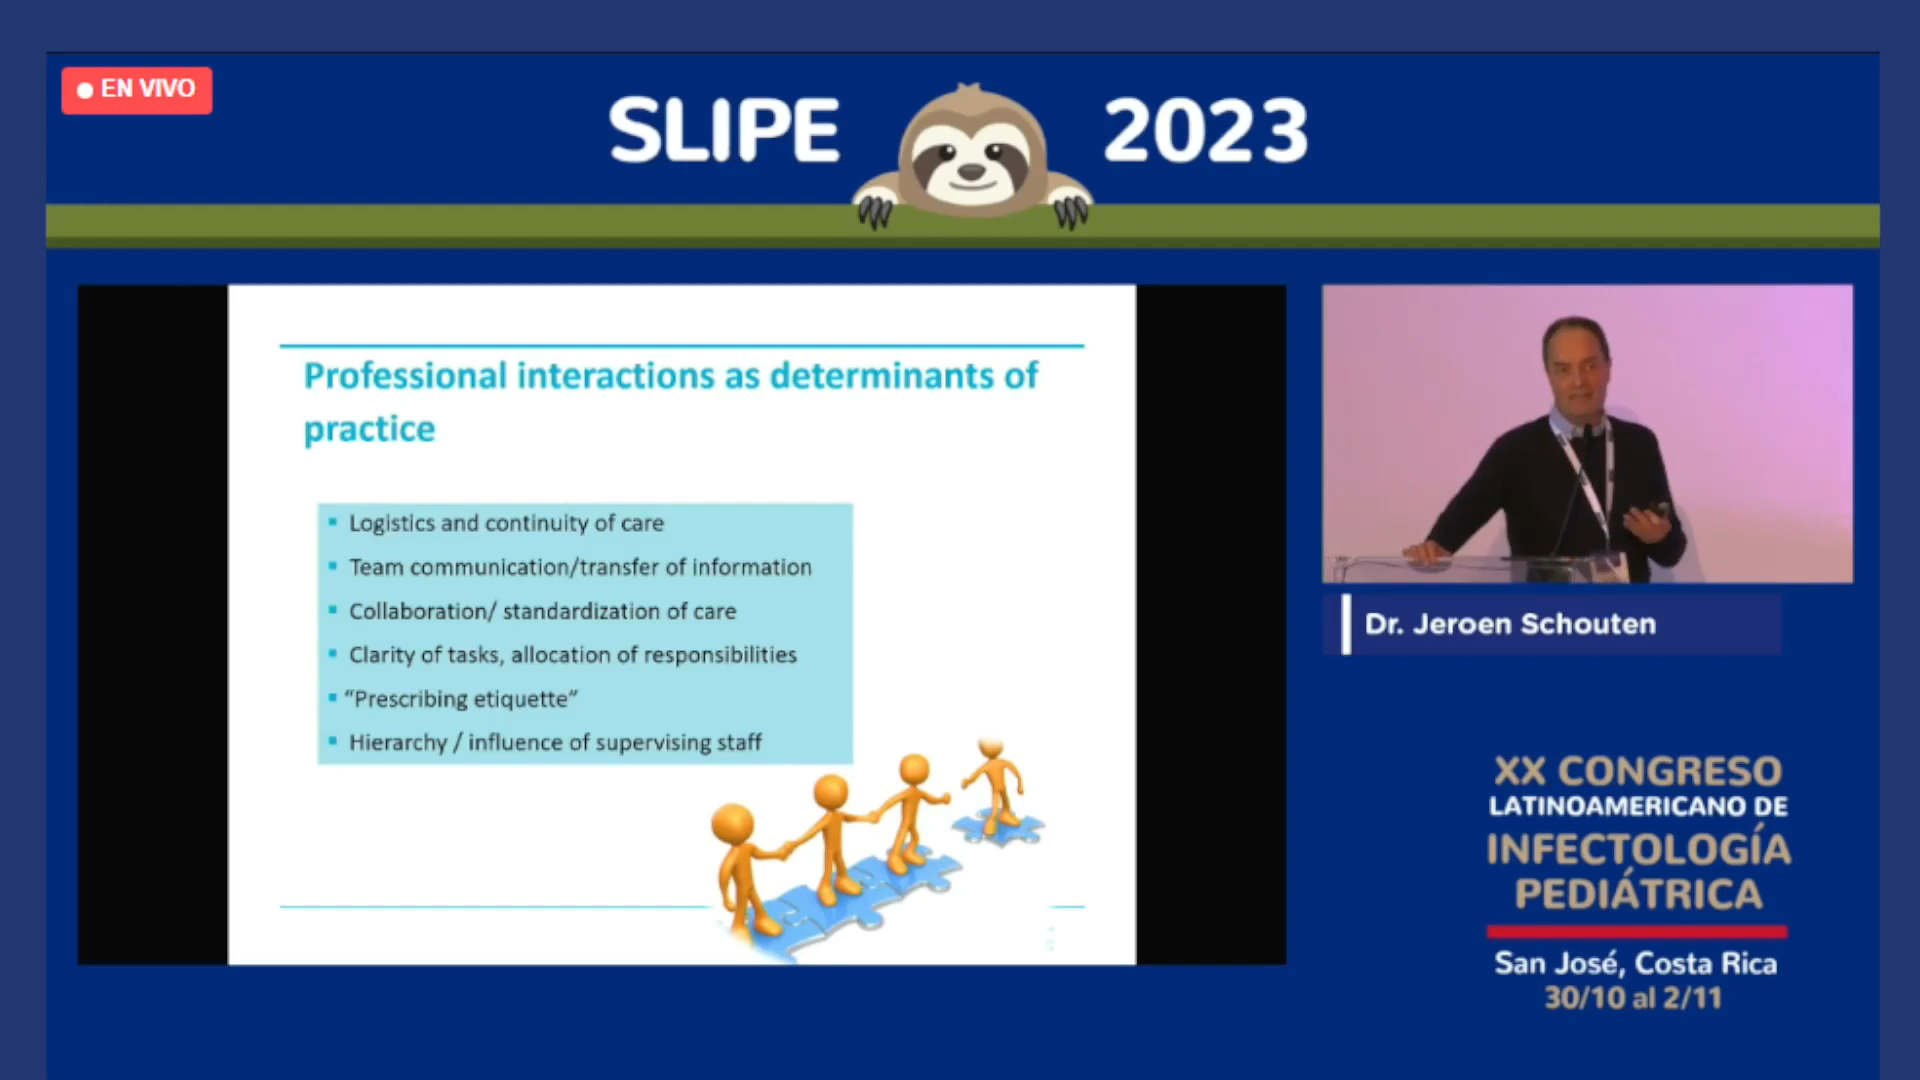 EN VIVO
SLIPE 2023
Professional interactions as determinants of
practice
Logistics and continuity of care
Team communication/transfer of information
Collaboration/ standardization of care
Clarity of tasks, allocation of responsibilities
“Prescribing etiquette”
Hierarchy / influence of supervising staff
Dr. Jeroen Schouten
XX CONGRESO
LATINOAMERICANO DE
INFECTOLOGÍA
PEDIÁTRICA
San José, Costa Rica
30/10 al 2/11